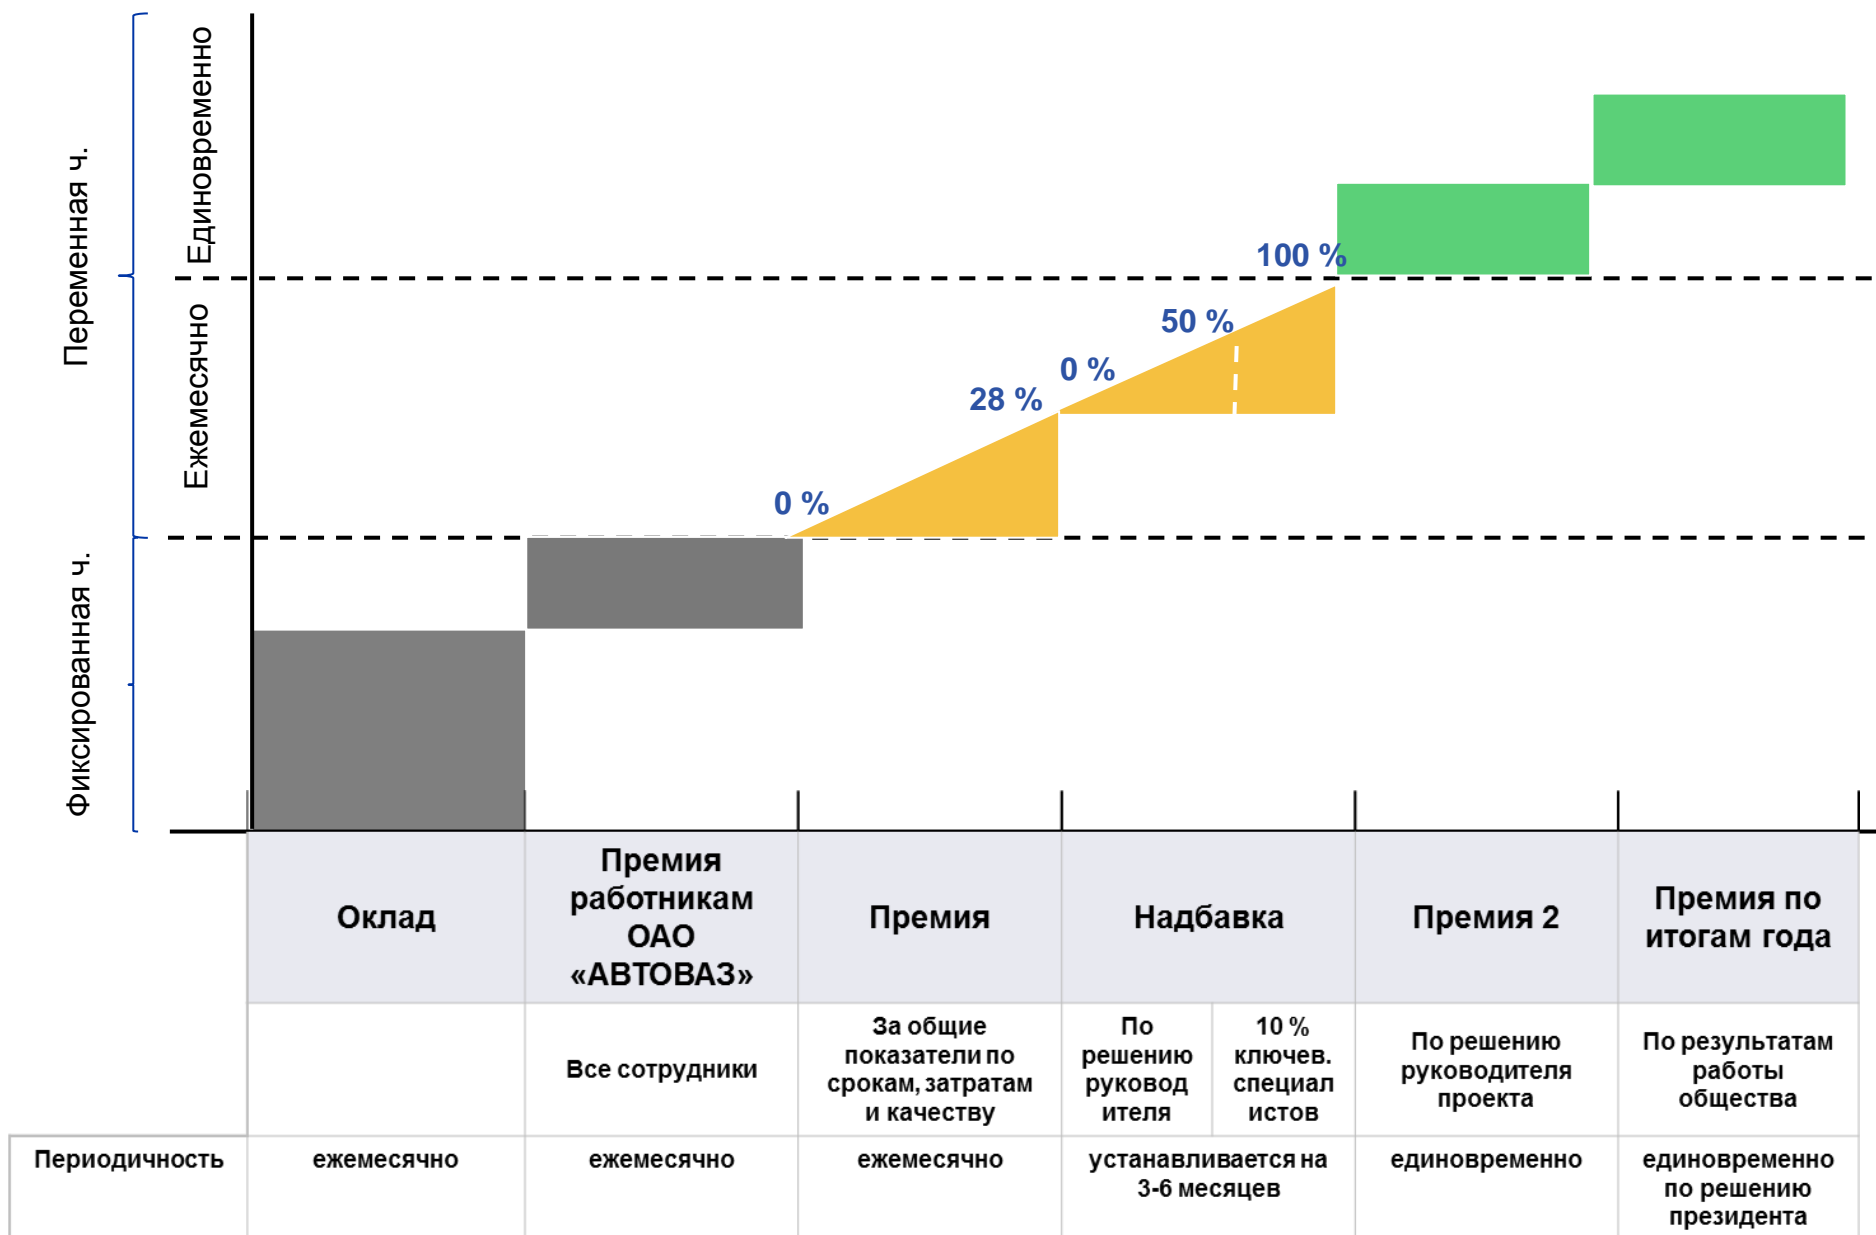 Переменная ч.
Фиксированная ч.
Единовременно
Ежемесячно
0 %
28 %
0 %
50 %
100 %
Оклад
Премия
работникам
ОАО
«АВТОВАЗ»
Премия
Надбавка
Премия 2
Премия по
итогам года
Все сотрудники
За общие
показатели по
срокам, затратам
и качеству
По
решению
руковод
ителя
10 %
ключев.
специал
истов
По решению
руководителя
проекта
По результатам
работы
общества
Периодичность
ежемесячно
ежемесячно
ежемесячно
устанавливается на
3-6 месяцев
единовременно
единовременно
по решению
президента